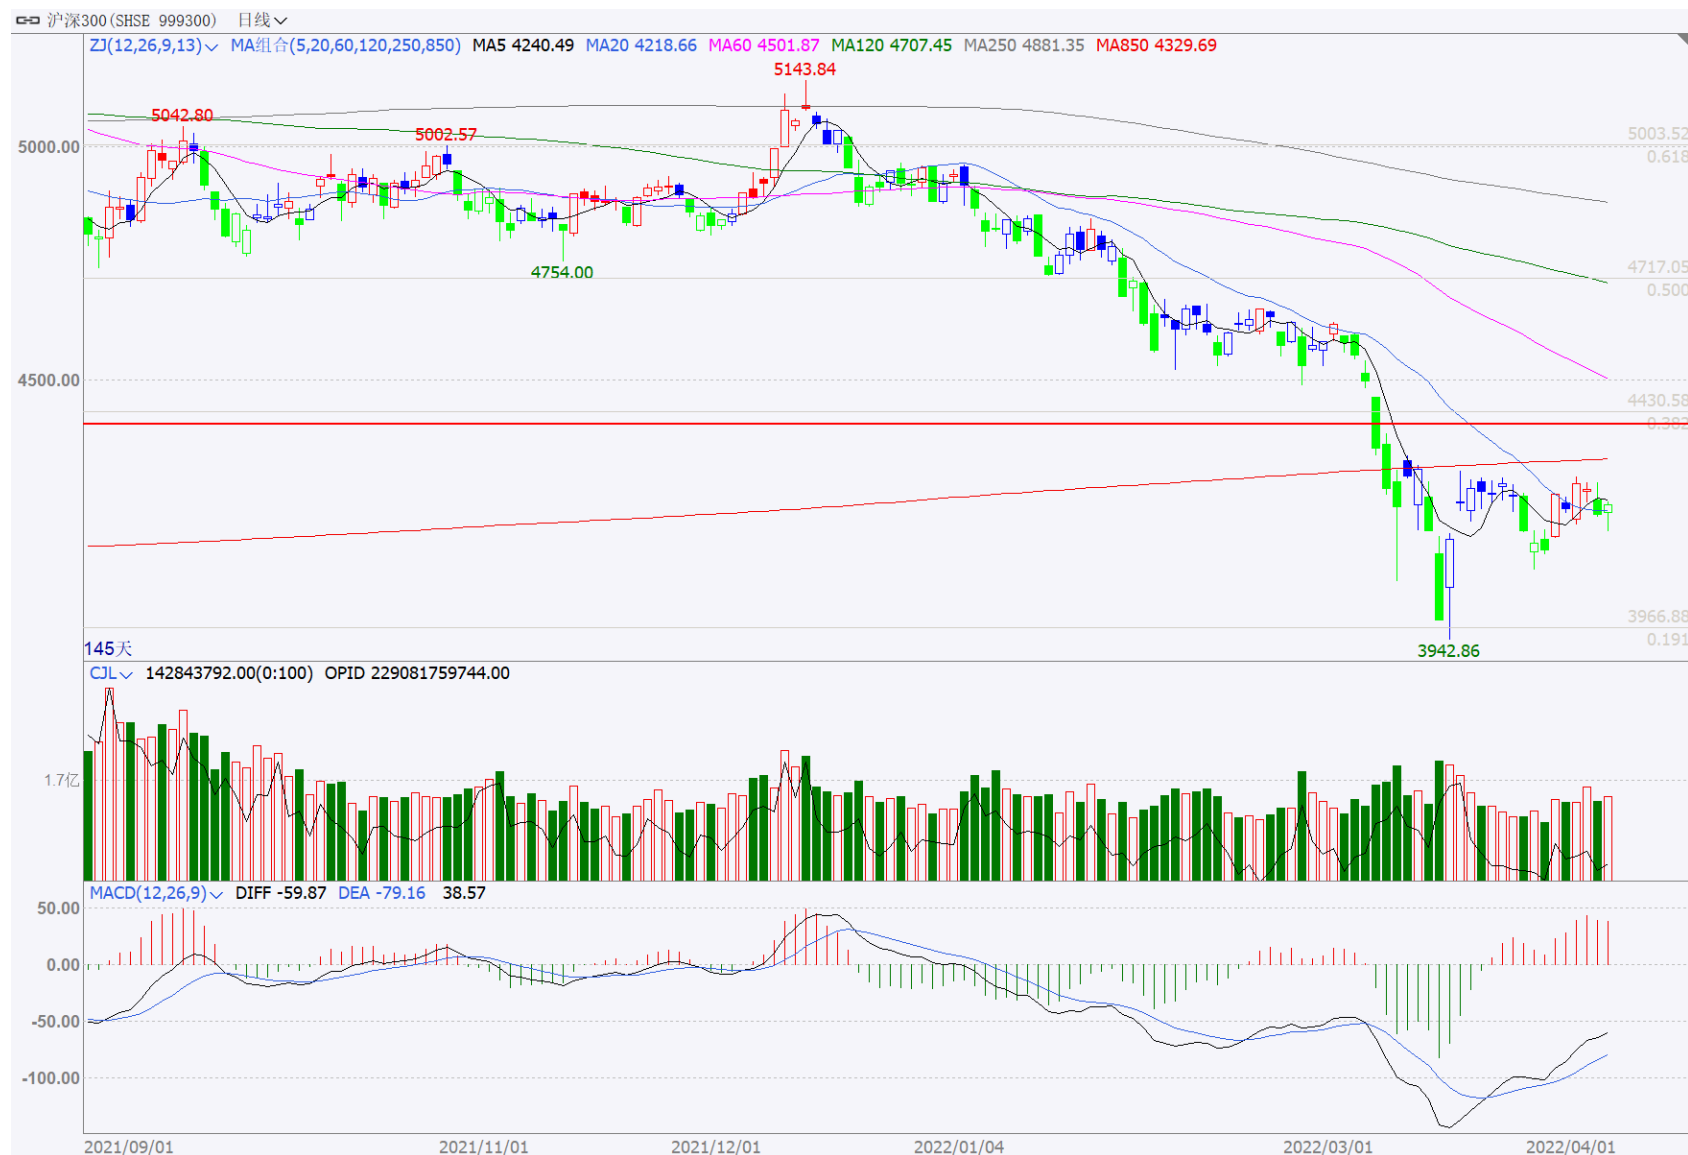 沪深300(SHSE 999300) 日线
ZJ(12,26,9,13) MA组合(5,20,60,120,250,850) MA5 4240.49 MA20 4218.66 MA60 4501.87 MA120 4707.45 MA250 4881.35 MA850 4329.69
5143.84
5042.80
5002.57
5003.52
5000.00
0.618
4717.05
4754.00
0.500
4500.00
4430.58
0.382
3966.88
0.191
145天
3942.86
CJL 142843792.00(0:100) OPID 229081759744.00
1.7亿
MACD(12,26,9) DIFF -59.87 DEA -79.16 38.57
50.00
0.00
-50.00
-100.00
2021/09/01 2021/11/01 2021/12/01 2022/01/04 2022/03/01 2022/04/01